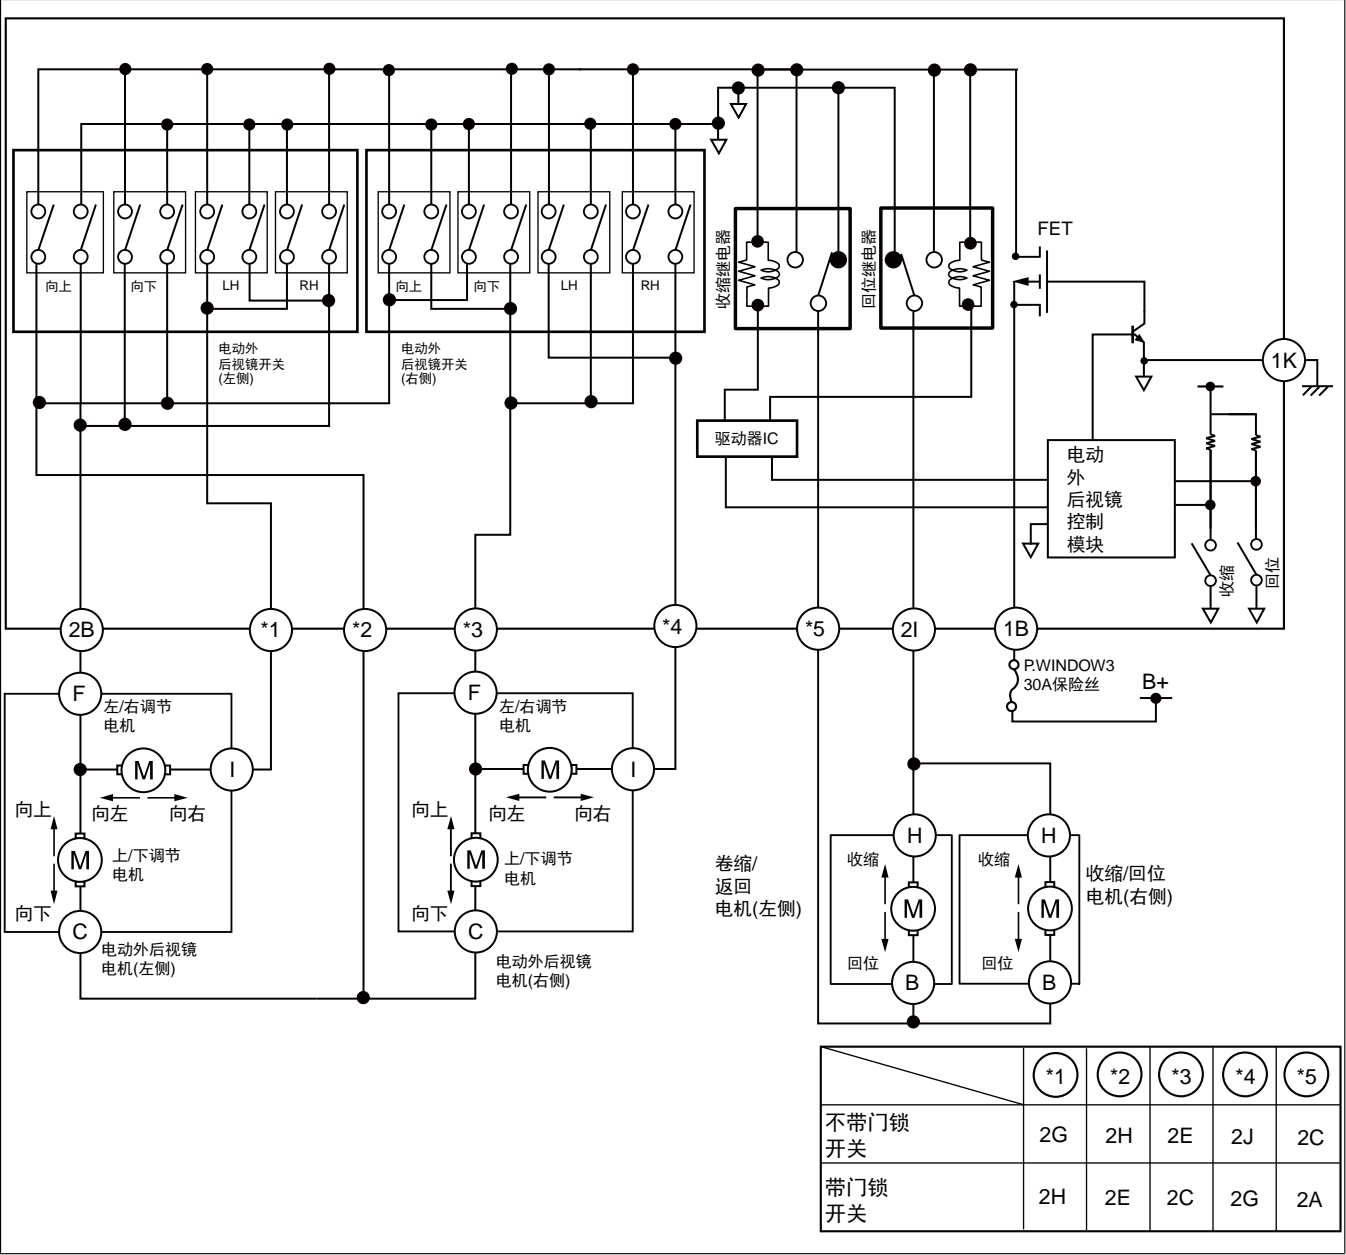 FET
收缩继电器
回位继电器
向上
向下
LH
RH
向上
向下
LH
RH
电动外
后视镜开关
(左侧)
电动外
后视镜开关
(右侧)
1K
驱动器IC
电动
外
后视镜
控制
模块
收缩
回位
2B
*1
*2
*3
*4
*5
2I
1B
P.WINDOW3
30A保险丝
B+
F
左/右调节
电机
M
I
向左
向右
向上
M
上/下调节
电机
向下
C
电动外后视镜
电机(左侧)
F
左/右调节
电机
M
I
向左
向右
向上
M
上/下调节
电机
向下
C
电动外后视镜
电机(右侧)
卷缩/
返回
电机(左侧)
H
收缩
M
回位
B
H
收缩
M
回位
B
收缩/回位
电机(右侧)
*1 *2 *3 *4 *5
不带门锁
开关
2G 2H 2E 2J 2C
带门锁
开关
2H 2E 2C 2G 2A